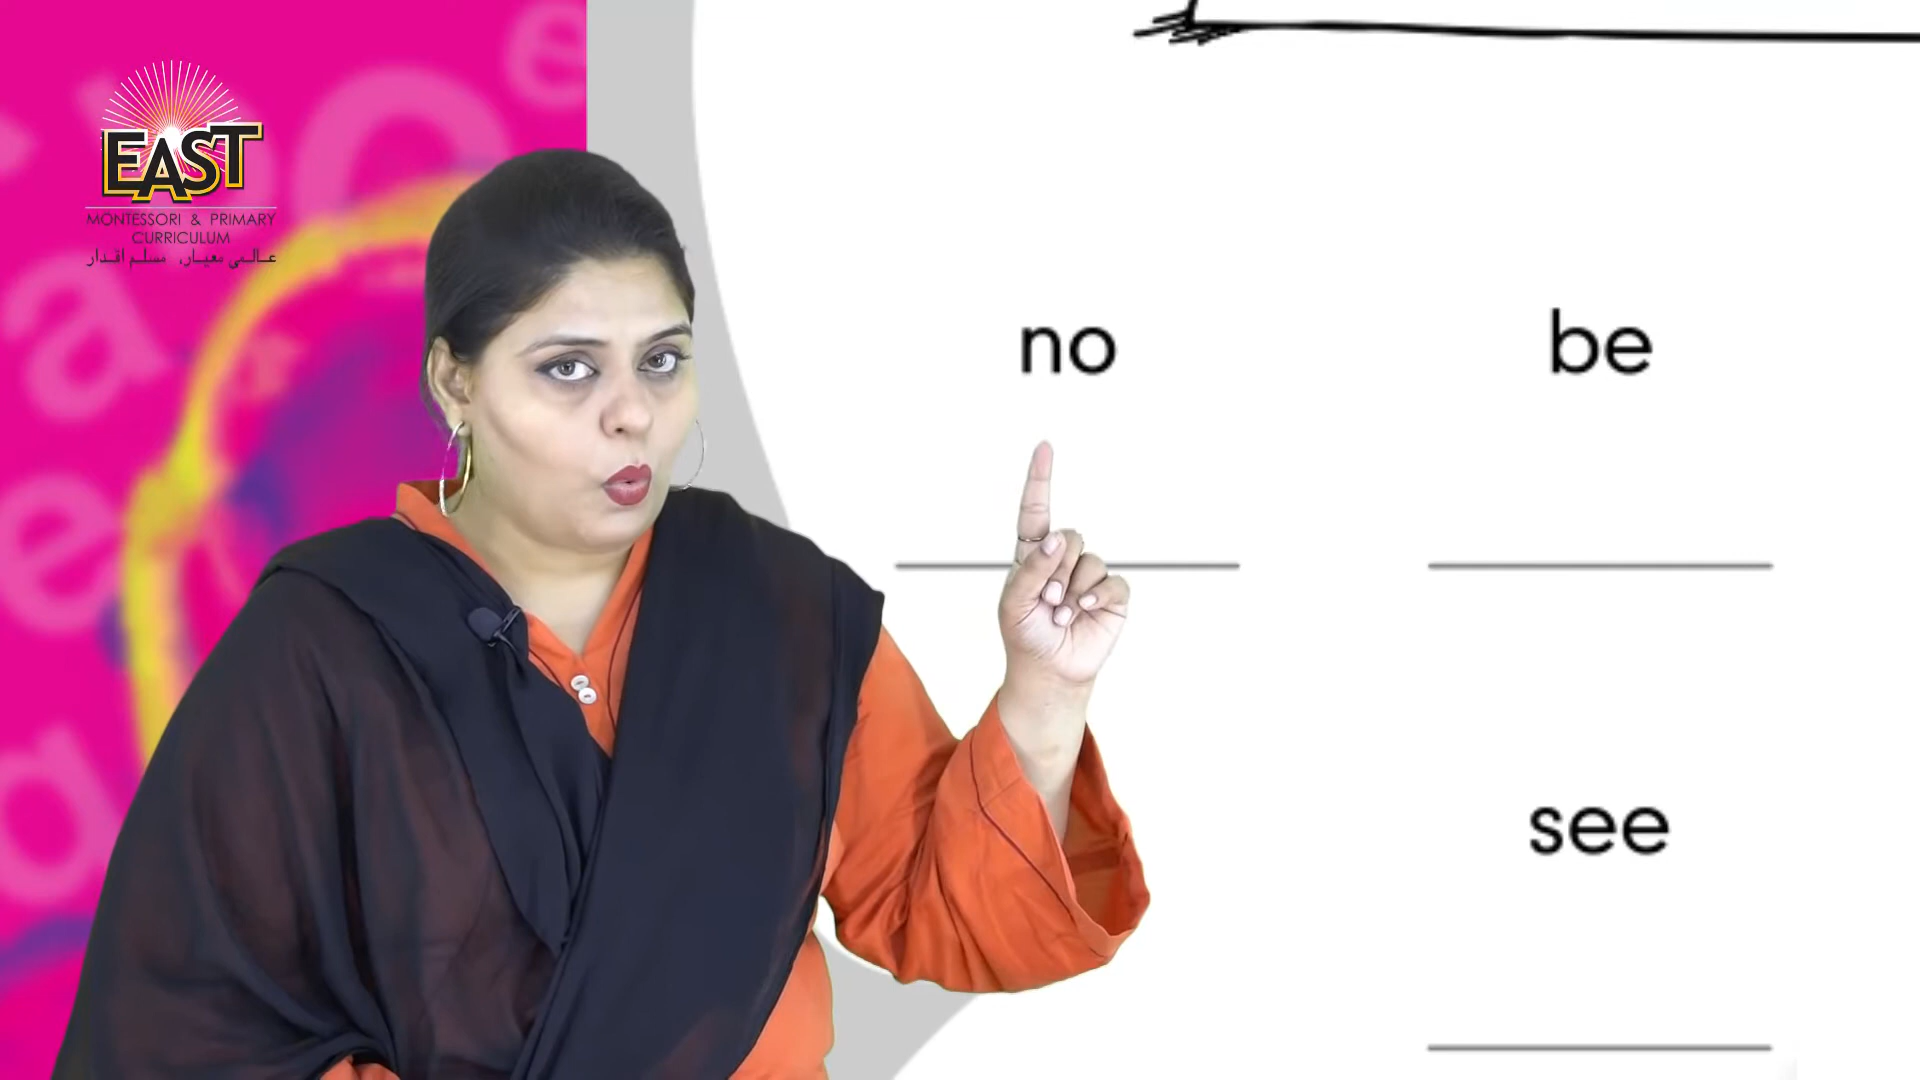 EAST
MONTESSORI & PRIMARY
CURRICULUM
عالمی معیار، مسلم اقدار
no
be
see